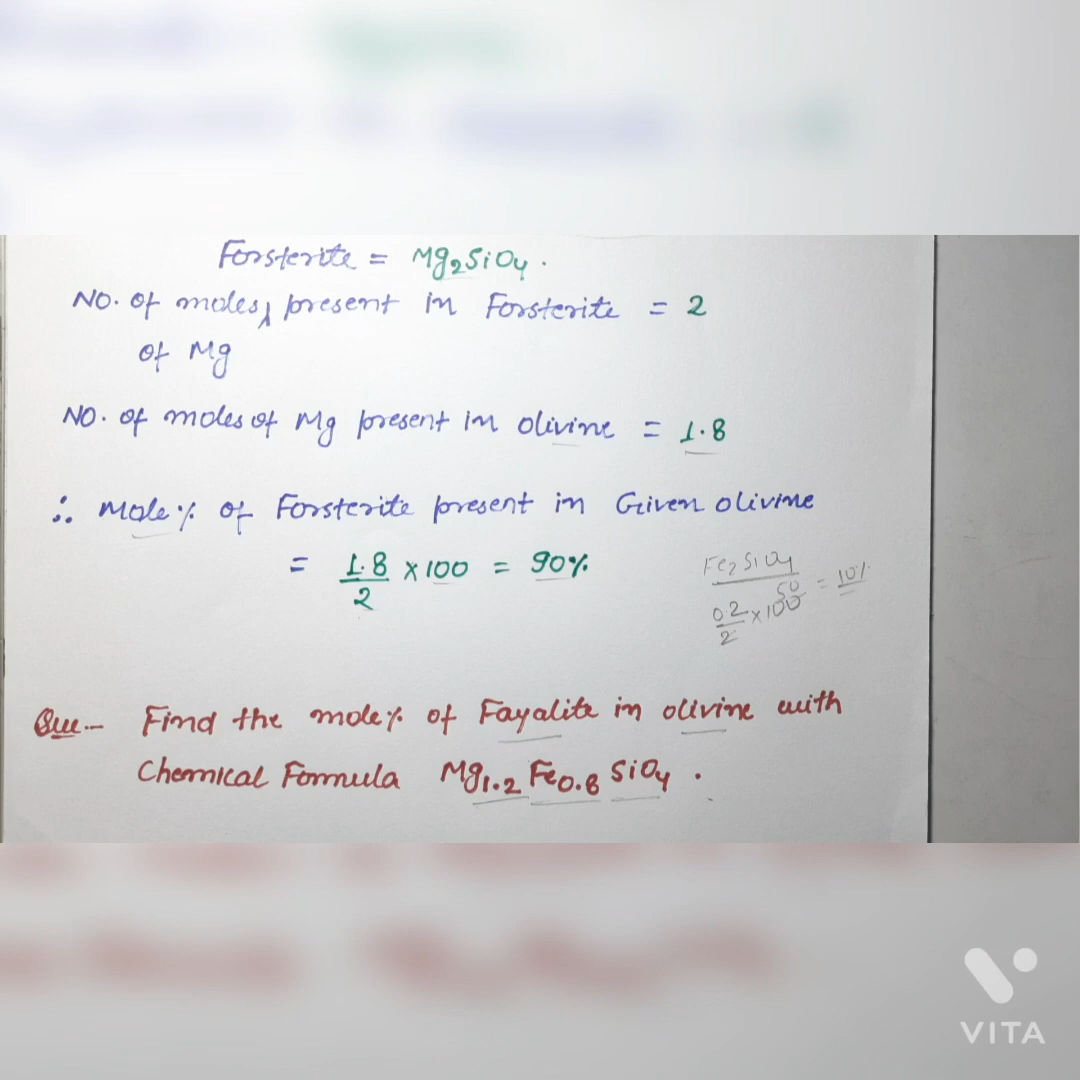 Forsterite = Mg2SiO4.
NO. of moles, present in Forsterite = 2
of Mg
NO. of moles of Mg present in olivine = 1.8
∴ Mole% of Forsterite present in Given olivine
= 1.8/2 × 100 = 90%
Fe2SiO4
0.2/2 × 100 50 = 10%
Que:- Find the mole% of Fayalite in olivine with
Chemical Formula Mg1.2 Fe0.8 SiO4.
VITA